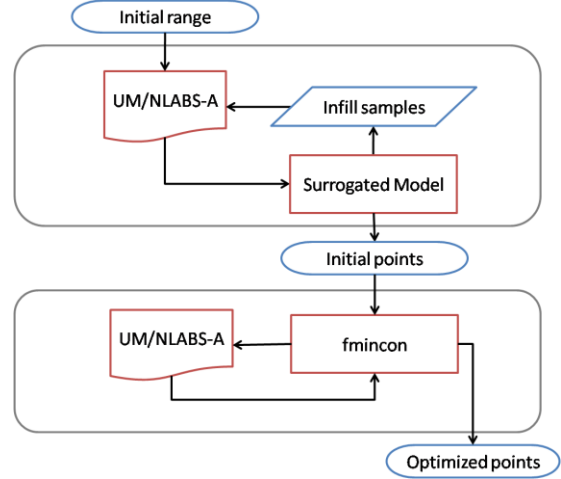 Initial range
UM/NLABS-A
Infill samples
Surrogated Model
Initial points
UM/NLABS-A
fmincon
Optimized points